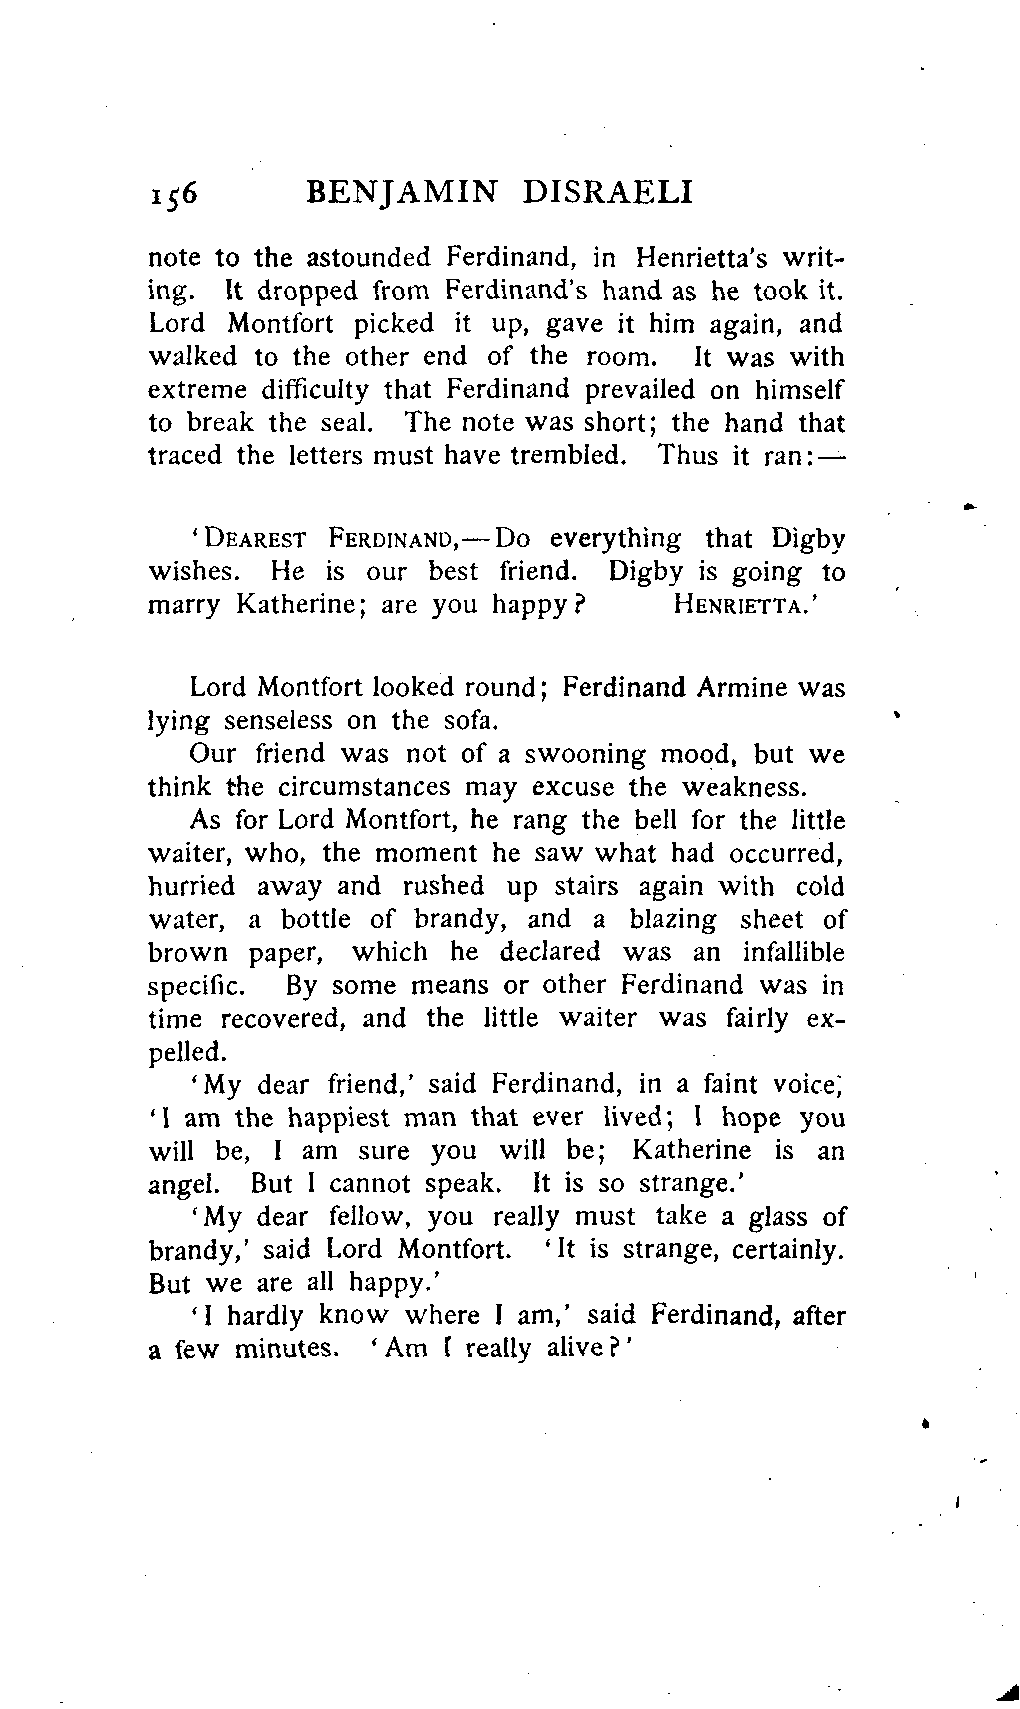 156 BENJAMIN DISRAELI
note to the astounded Ferdinand, in Henrietta's writ-
ing. It dropped from Ferdinand's hand as he took it.
Lord Montfort picked it up, gave it him again, and
walked to the other end of the room. It was with
extreme difficulty that Ferdinand prevailed on himself
to break the seal. The note was short; the hand that
traced the letters must have trembled. Thus it ran:—
'DEAREST FERDINAND,—Do everything that Digby
wishes. He is our best friend. Digby is going to
marry Katherine; are you happy? HENRIETTA.'
Lord Montfort looked round; Ferdinand Armine was
lying senseless on the sofa.
Our friend was not of a swooning mood, but we
think the circumstances may excuse the weakness.
As for Lord Montfort, he rang the bell for the little
waiter, who, the moment he saw what had occurred,
hurried away and rushed up stairs again with cold
water, a bottle of brandy, and a blazing sheet of
brown paper, which he declared was an infallible
specific. By some means or other Ferdinand was in
time recovered, and the little waiter was fairly ex-
pelled.
'My dear friend,' said Ferdinand, in a faint voice;
'I am the happiest man that ever lived; I hope you
will be, I am sure you will be; Katherine is an
angel. But I cannot speak. It is so strange.'
'My dear fellow, you really must take a glass of
brandy,' said Lord Montfort. 'It is strange, certainly.
But we are all happy.'
'I hardly know where I am,' said Ferdinand, after
a few minutes. 'Am I really alive?'